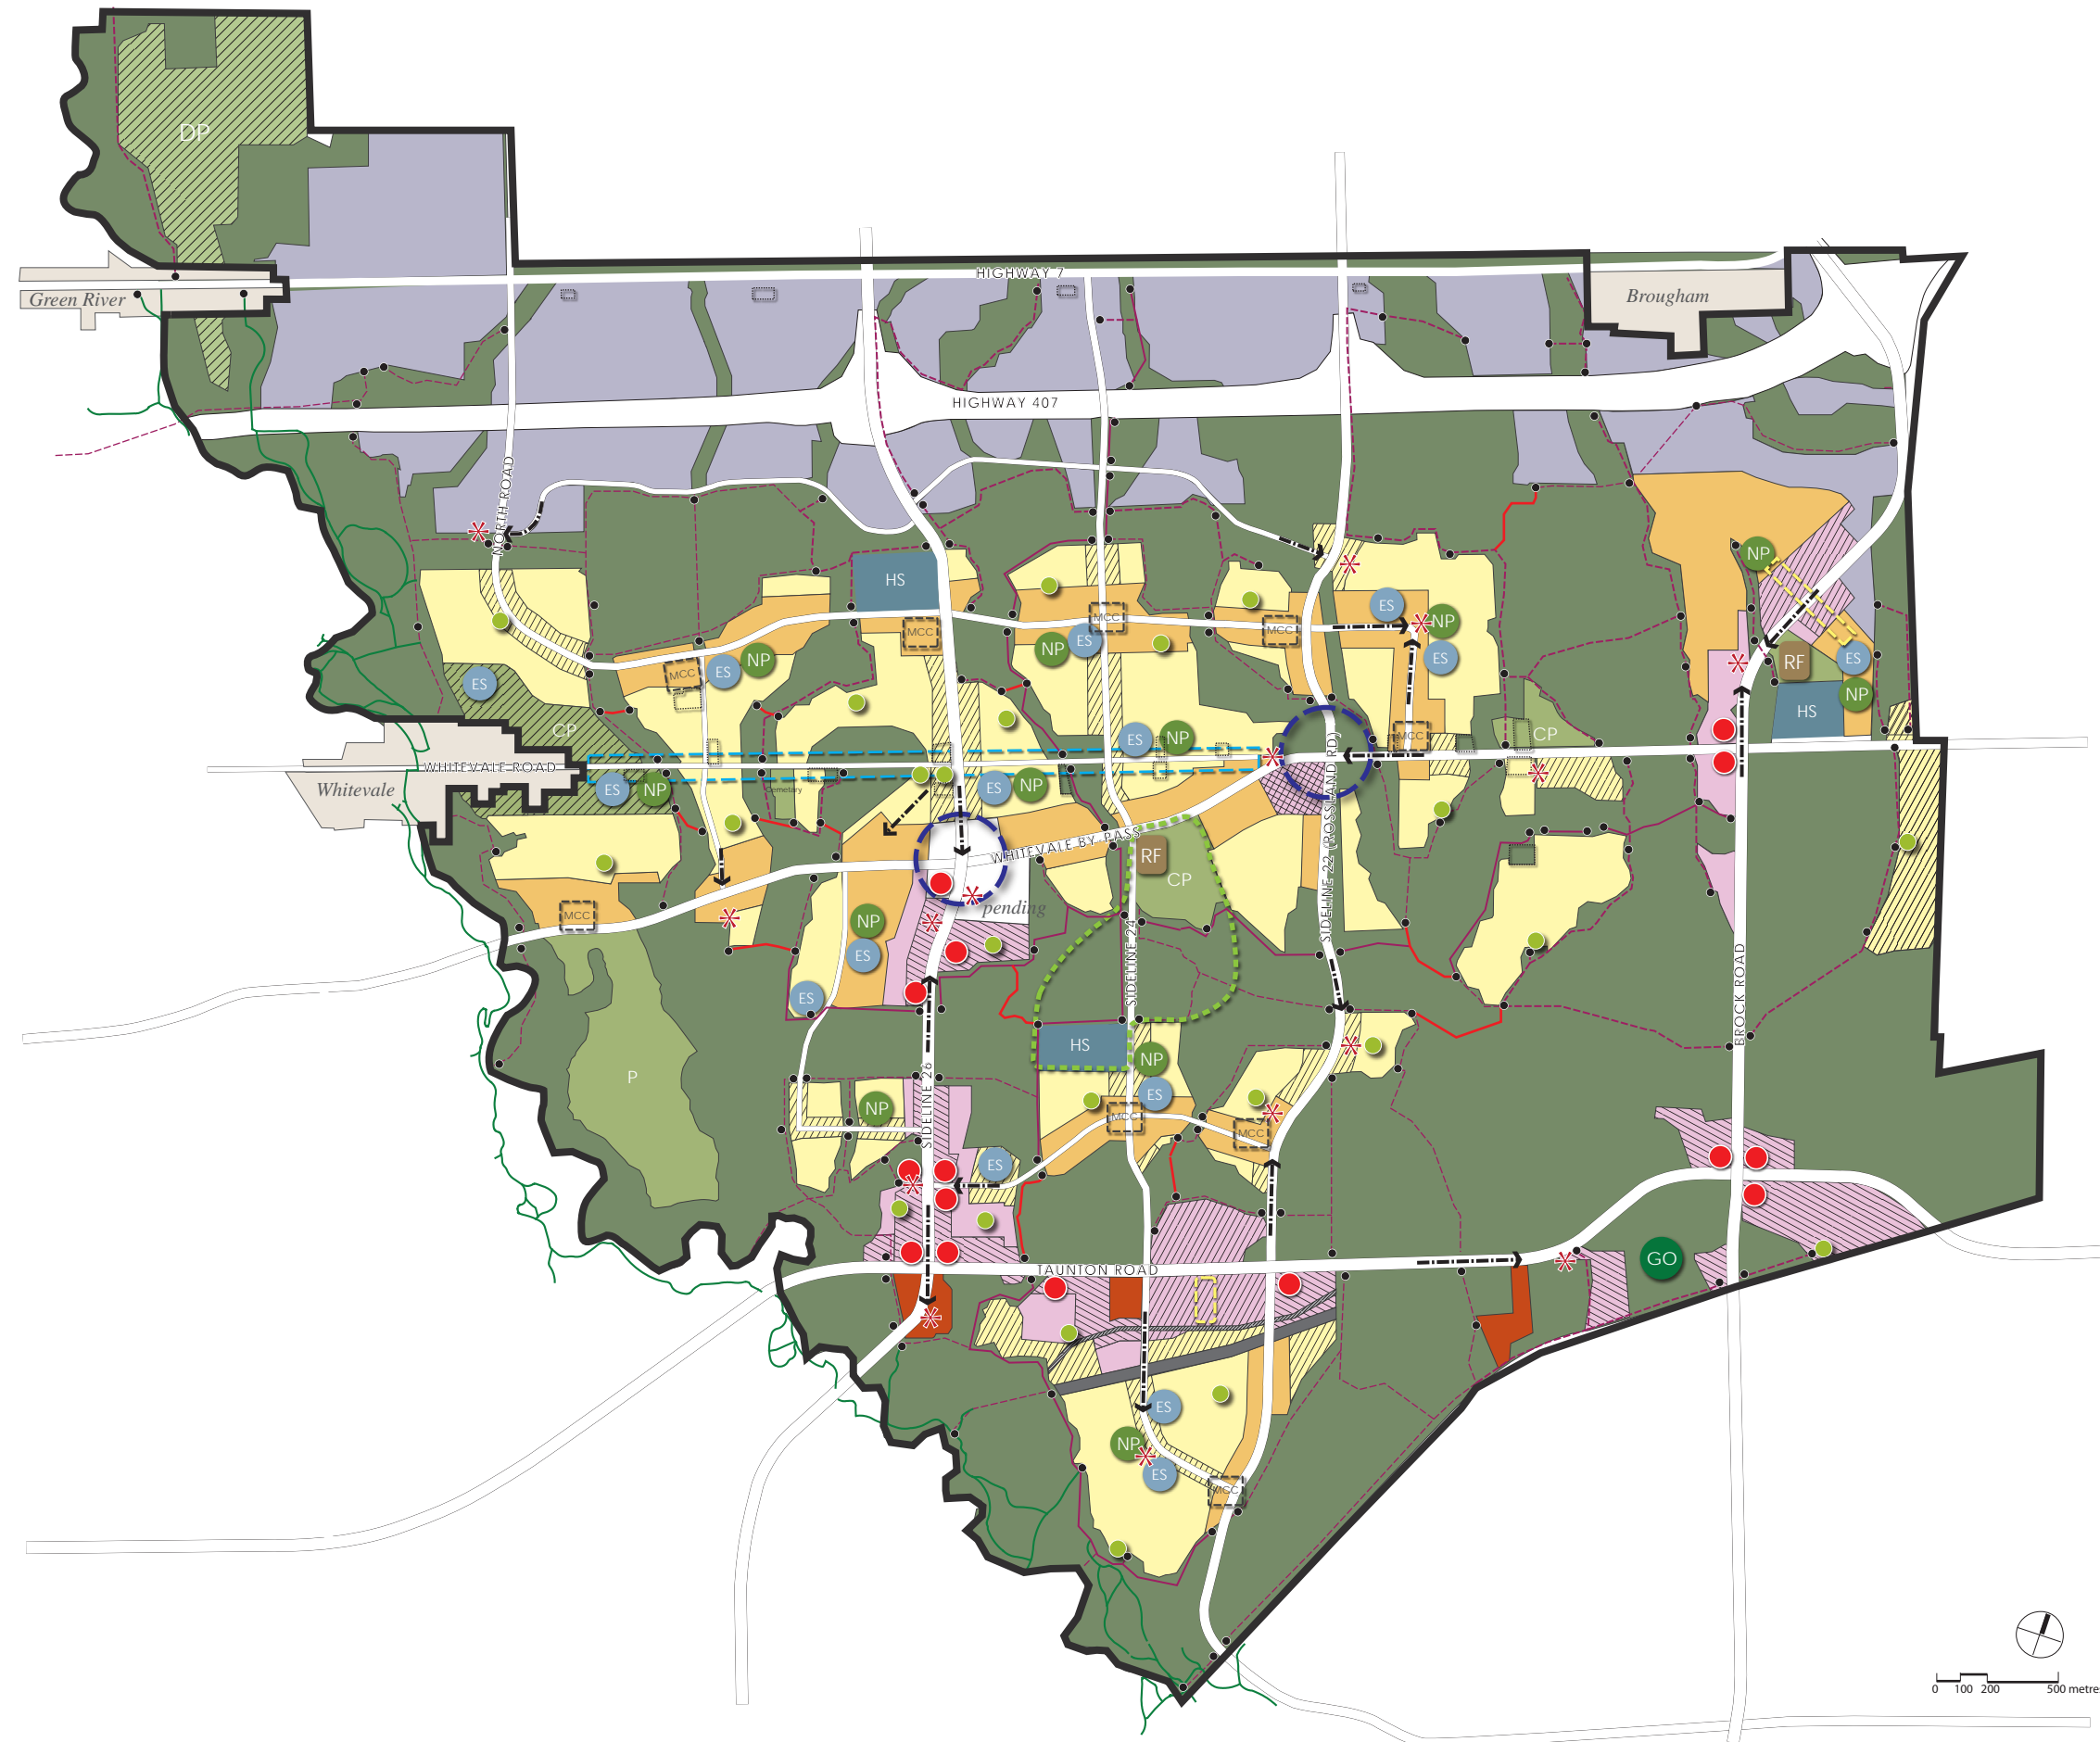 DP
HIGHWAY 7
Green River
Brougham
HIGHWAY 407
NORTH ROAD
NP
HS
ES
NP
MCC
MCC
MCC
ES
NP
ES
MCC
NP
ES
RF
ES
ES
NP
ES
NP
HS
CP
ES
NP
MCC
CP
WHITEVALE ROAD
Whitevale
ES
NP
Cemetary
ES
NP
SIDELINE 22 (ROSSLAND RD)
WHITEVALE BY-PASS
RF
CP
pending
MCC
NP
ES
ES
SIDELINE 24
BROCK ROAD
HS
NP
P
SIDELINE 26
NP
ES
MCC
MCC
ES
TAUNTON ROAD
GO
ES
NP
ES
MCC
0 100 200 500 metres